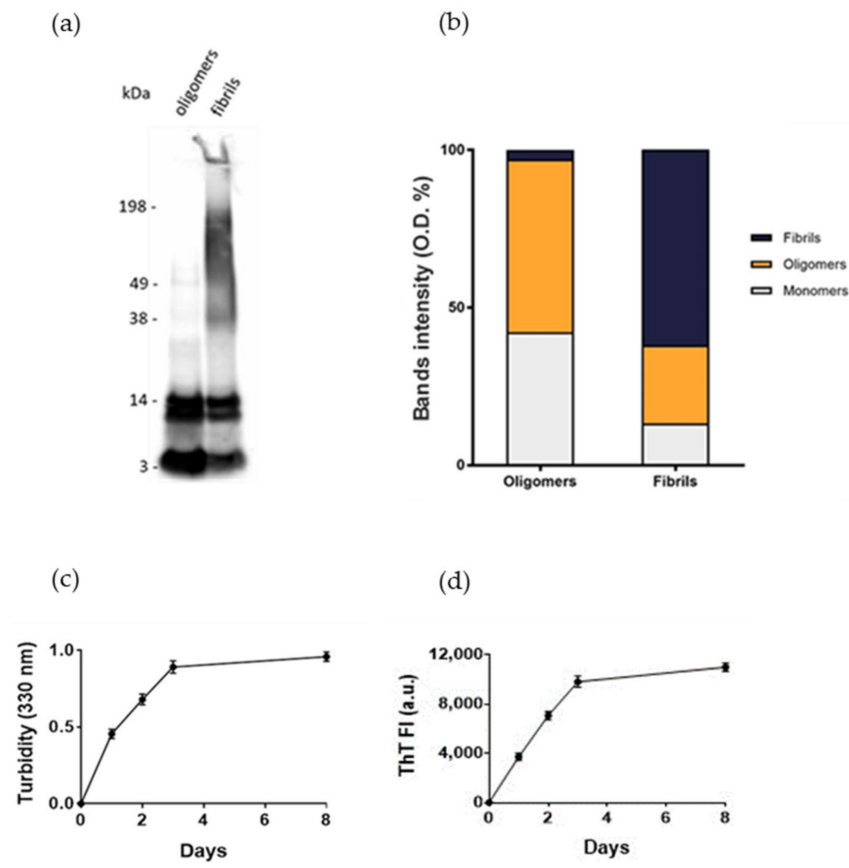 (a)
(b)
kDa
oligomers
fibrils
198 -
49 -
38 -
14 -
3 -
Bands intensity (O.D. %)
100
50
0
Oligomers
Fibrils
Fibrils
Oligomers
Monomers
(c)
(d)
Turbidity (330 nm)
1.0
0.5
0.0
0
2
4
6
8
Days
ThT FI (a.u.)
12,000
8,000
4,000
0
0
2
4
6
8
Days